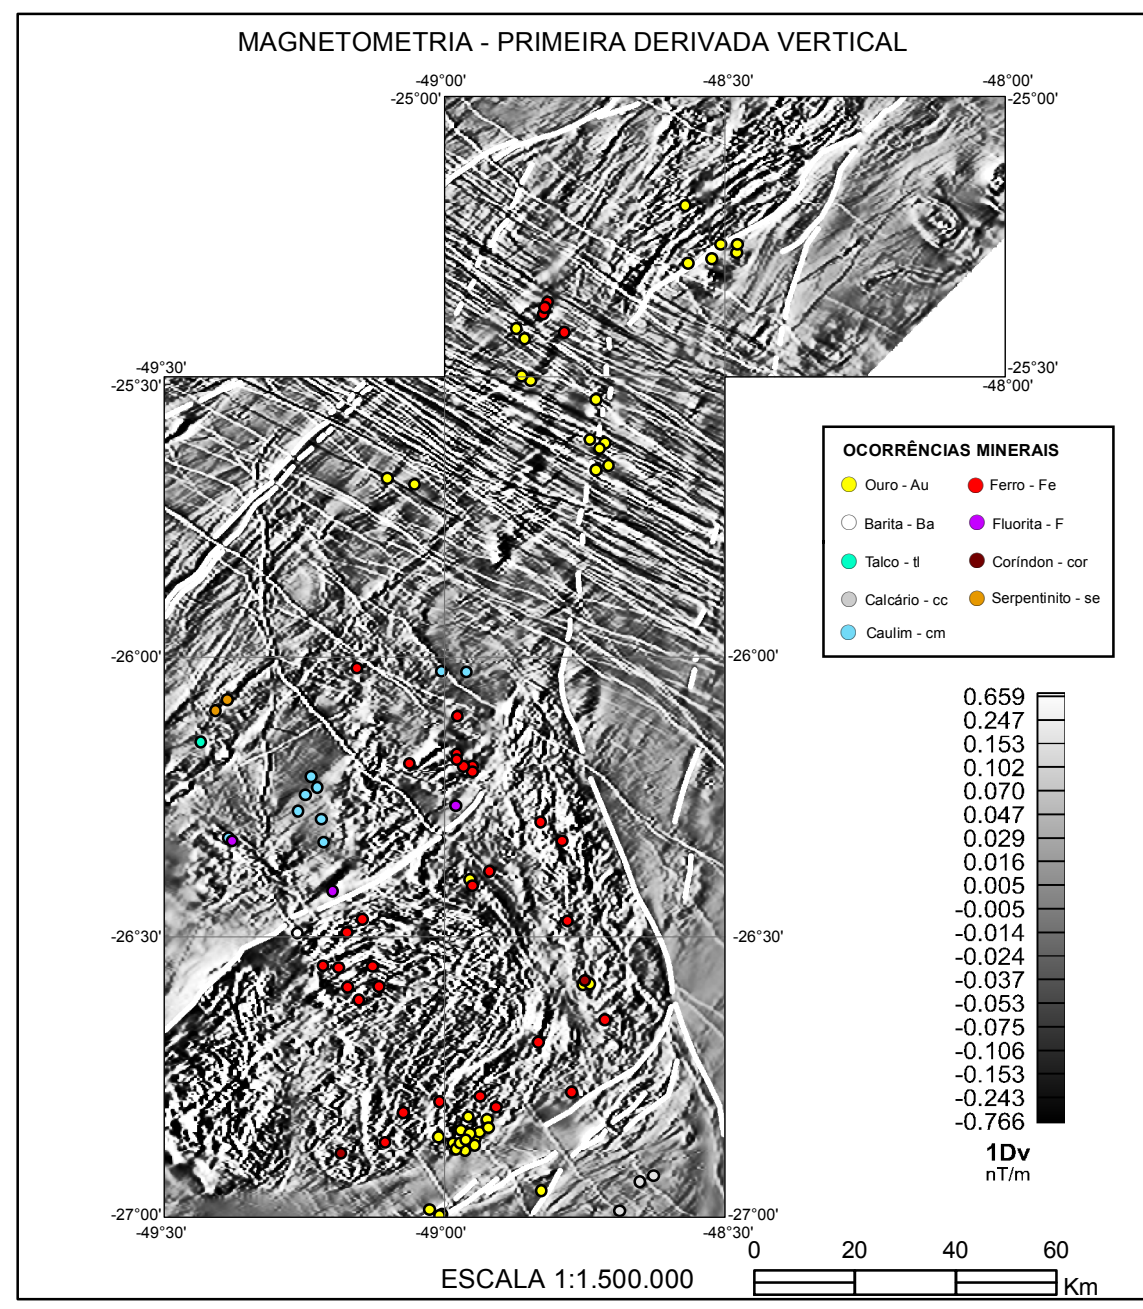 MAGNETOMETRIA - PRIMEIRA DERIVADA VERTICAL
-49°00' -48°30' -48°00'
-25°00' -25°00'
-49°30'
-25°30' -25°30'
-48°00'
OCORRÊNCIAS MINERAIS
Ouro - Au Ferro - Fe
Barita - Ba Fluorita - F
Talco - tl Coríndon - cor
Calcário - cc Serpentinito - se
Caulim - cm
-26°00' -26°00'
0.659
0.247
0.153
0.102
0.070
0.047
0.029
0.016
0.005
-0.005
-0.014
-0.024
-0.037
-0.053
-0.075
-0.106
-0.153
-0.243
-0.766
1Dv
nT/m
-26°30' -26°30'
-27°00' -27°00'
-49°30' -49°00' -48°30'
ESCALA 1:1.500.000
0 20 40 60
Km